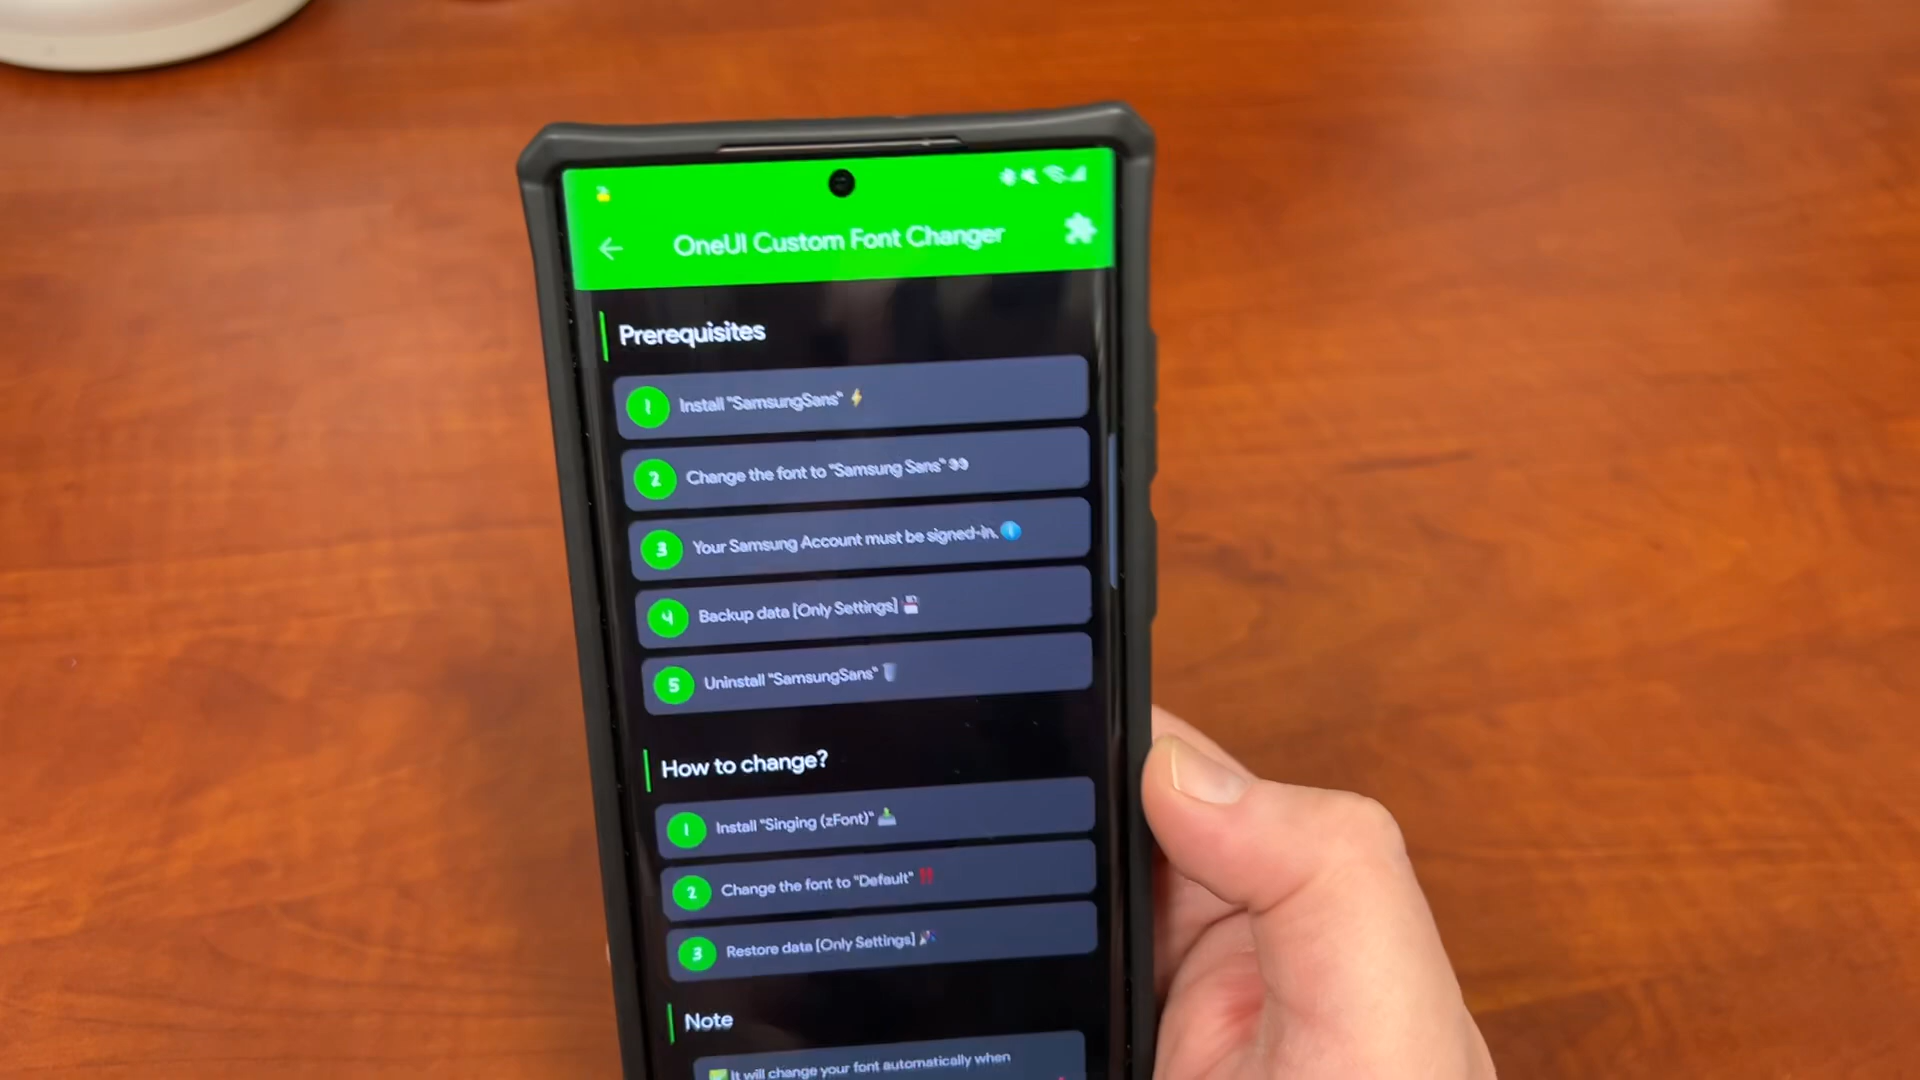 OneUI Custom Font Changer
Prerequisites
1 Install "SamsungSans" ⚡
2 Change the font to "Samsung Sans" 👀
3 Your Samsung Account must be signed-in. ℹ️
4 Backup data [Only Settings] 💾
5 Uninstall "SamsungSans" 🗑️
How to change?
1 Install "Singing (zFont)" 📥
2 Change the font to "Default" ‼️
3 Restore data [Only Settings] 🎉
Note
✅ It will change your font automatically when